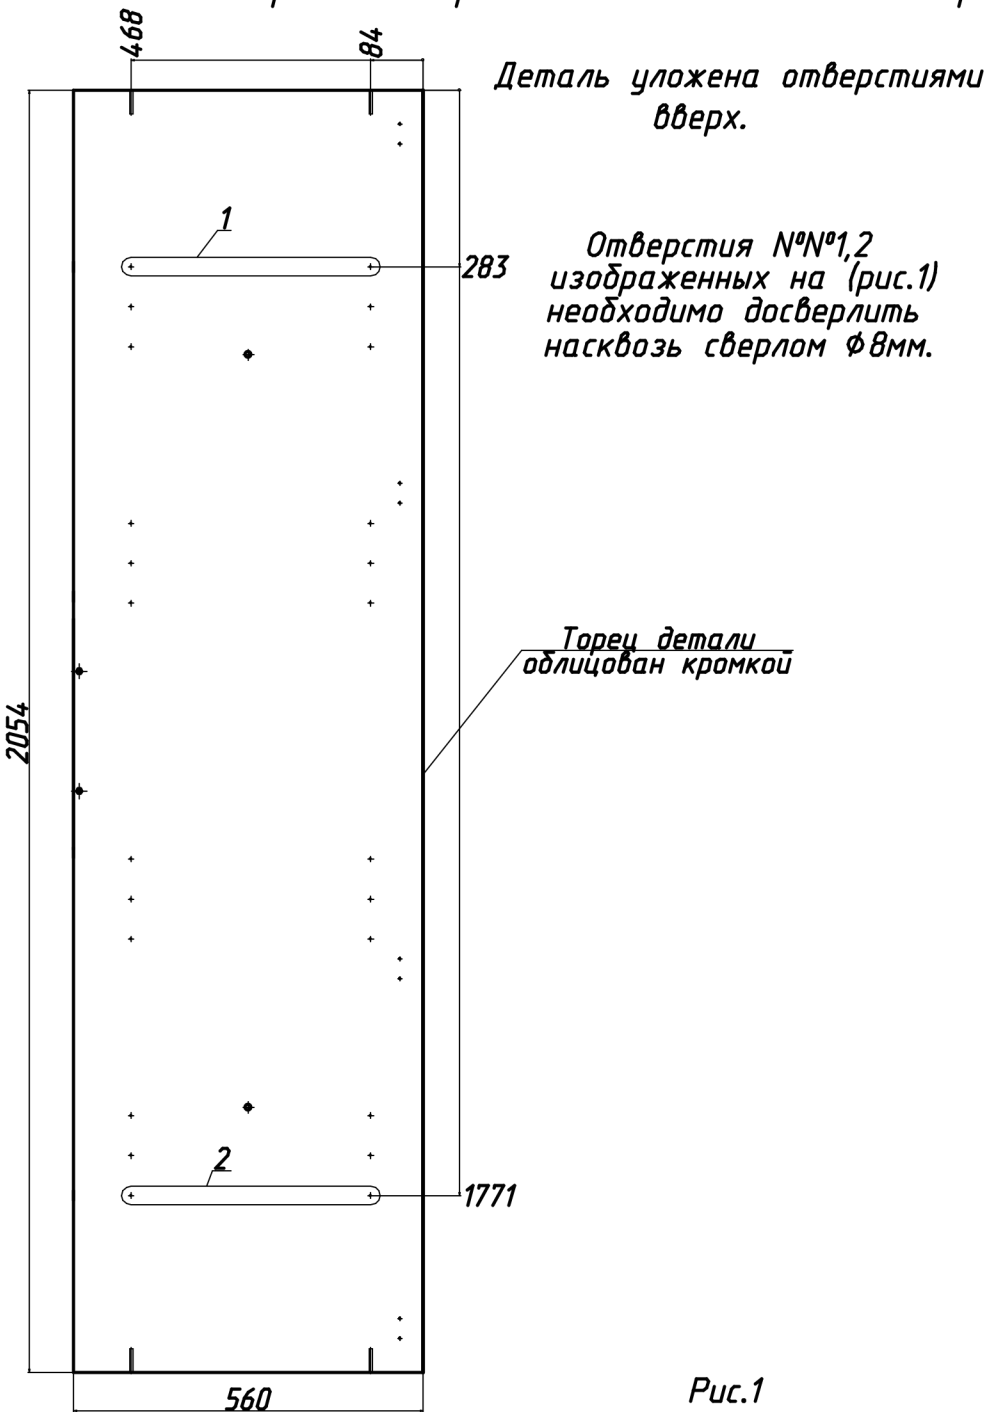 468
84
Деталь уложена отверстиями
вверх.
1
283
Отверстия №№1,2
изображенных на (рис.1)
необходимо досверлить
насквозь сверлом ϕ8мм.
Торец детали
облицован кромкой
2054
2
1771
560
Рис.1